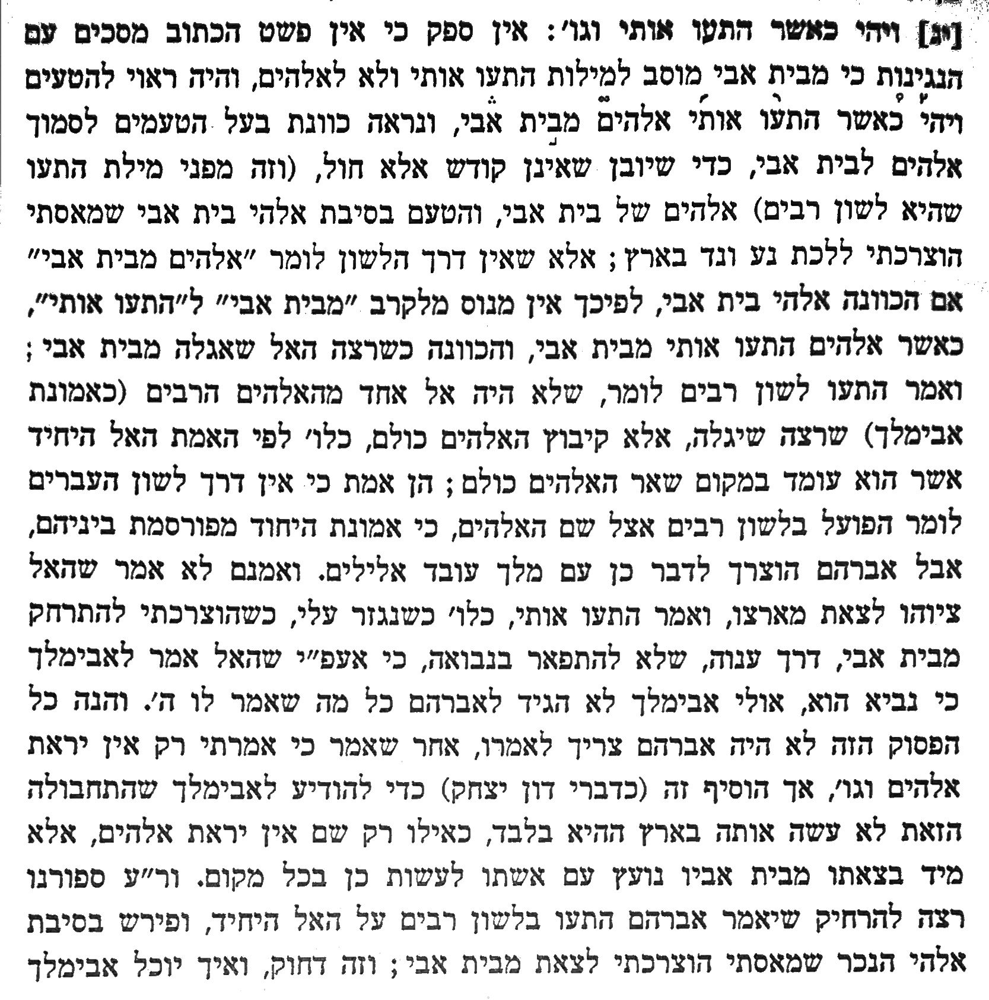 [יג] ויהי כאשר התעו אותי וגו׳: אין ספק כי אין פשט הכתוב מסכים עם
הנגינות כי מבית אבי מוסב למילות התעו אותי ולא לאלהים, והיה ראוי להטעים
ויהי֠ כא֗שר התע֨ו אות֜י אלהים֮ מב֖ית א֒בי, ונראה כוונת בעל הטעמים לסמוך
אלהים לבית אבי, כדי שיובן שאינן קודש אלא חול, (וזה מפני מילת התעו
שהיא לשון רבים) אלהים של בית אבי, והטעם בסיבת אלהי בית אבי שמאסתי
הוצרכתי ללכת נע ונד בארץ; אלא שאין דרך הלשון לומר ״אלהים מבית אבי״
אם הכוונה אלהי בית אבי, לפיכך אין מנוס מלקרב ״מבית אבי״ ל״התעו אותי״,
כאשר אלהים התעו אותי מבית אבי, והכוונה כשרצה האל שאגלה מבית אבי;
ואמר התעו לשון רבים לומר, שלא היה אל אחד מהאלהים הרבים (כאמונת
אבימלך) שרצה שיגלה, אלא קיבוץ האלהים כולם, כלו׳ לפי האמת האל היחיד
אשר הוא עומד במקום שאר האלהים כולם; הן אמת כי אין דרך לשון העברים
לומר הפועל בלשון רבים אצל שם האלהים, כי אמונת היחוד מפורסמת ביניהם,
אבל אברהם הוצרך לדבר כן עם מלך עובד אלילים. ואמנם לא אמר שהאל
ציוהו לצאת מארצו, ואמר התעו אותי, כלו׳ כשנגזר עלי, כשהוצרכתי להתרחק
מבית אבי, דרך ענוה, שלא להתפאר בנבואה, כי אעפ״י שהאל אמר לאבימלך
כי נביא הוא, אולי אבימלך לא הגיד לאברהם כל מה שאמר לו ה׳. והנה כל
הפסוק הזה לא היה אברהם צריך לאמרו, אחר שאמר כי אמרתי רק אין יראת
אלהים וגו׳, אך הוסיף זה (כדברי דון יצחק) כדי להודיע לאבימלך שהתחבולה
הזאת לא עשה אותה בארץ ההיא בלבד, כאילו רק שם אין יראת אלהים, אלא
מיד בצאתו מבית אביו נועץ עם אשתו לעשות כן בכל מקום. ור״ע ספורנו
רצה להרחיק שיאמר אברהם התעו בלשון רבים על האל היחיד, ופירש בסיבת
אלהי הנכר שמאסתי הוצרכתי לצאת מבית אבי; וזה דחוק, ואיך יוכל אבימלך